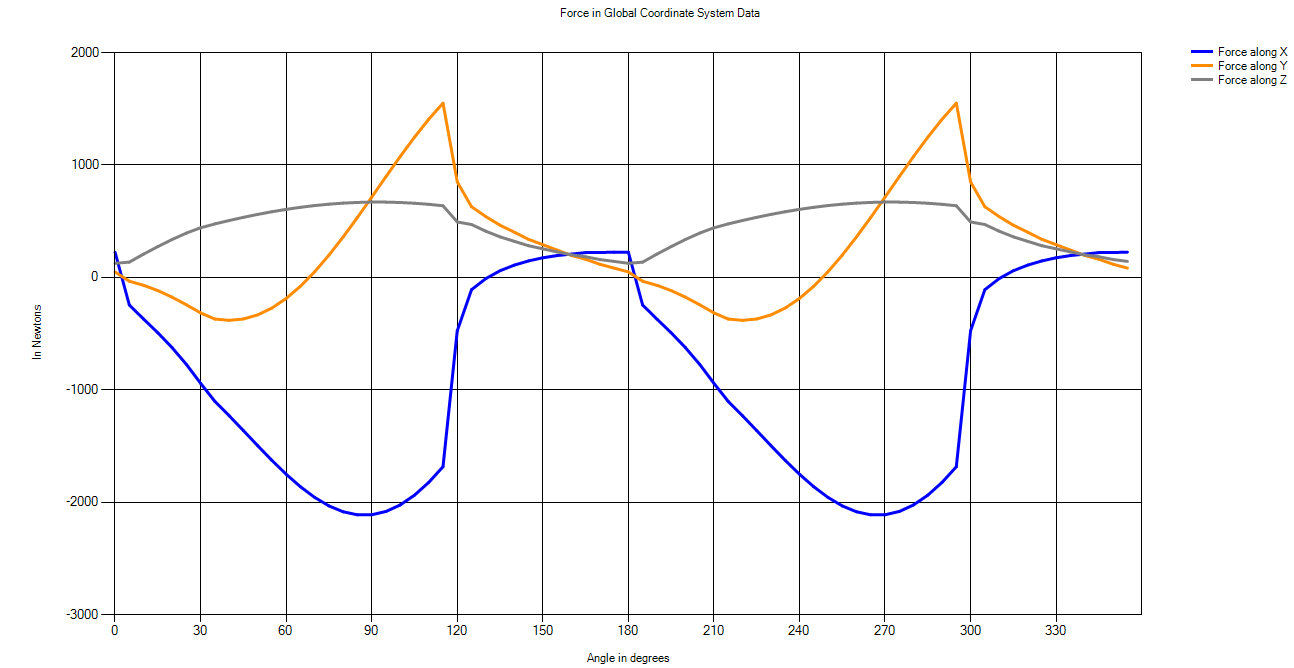 Force in Global Coordinate System Data
Force along X
Force along Y
Force along Z
2000
1000
0
-1000
-2000
-3000
In Newtons
0 30 60 90 120 150 180 210 240 270 300 330
Angle in degrees